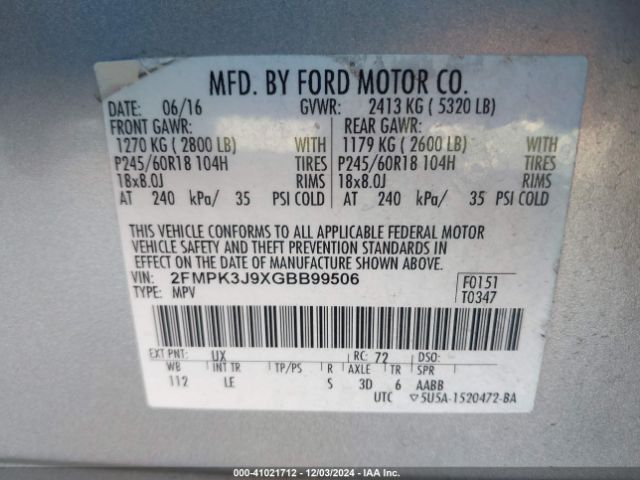 MFD. BY FORD MOTOR CO.
DATE: 06/16 GVWR: 2413 KG ( 5320 LB)
FRONT GAWR: REAR GAWR:
1270 KG ( 2800 LB) WITH 1179 KG ( 2600 LB) WITH
P245/60R18 104H TIRES P245/60R18 104H TIRES
18x8.0J RIMS 18x8.0J RIMS
AT 240 kPa/ 35 PSI COLD AT 240 kPa/ 35 PSI COLD
THIS VEHICLE CONFORMS TO ALL APPLICABLE FEDERAL MOTOR
VEHICLE SAFETY AND THEFT PREVENTION STANDARDS IN
EFFECT ON THE DATE OF MANUFACTURE SHOWN ABOVE.
VIN: 2FMPK3J9XGBB99506 F0151
TYPE: MPV T0347
EXT PNT: UX RC: 72 DSO:
WB INT TR TP/PS R AXLE TR SPR
112 LE S 3D 6 AABB
UTC ▽5U5A-1520472-BA
000-41021712 - 12/03/2024 - IAA Inc.